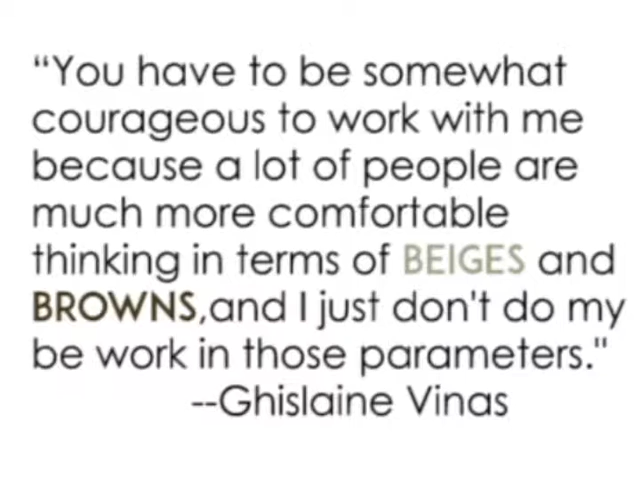 “You have to be somewhat
courageous to work with me
because a lot of people are
much more comfortable
thinking in terms of BEIGES and
BROWNS,and I just don't do my
be work in those parameters."
--Ghislaine Vinas